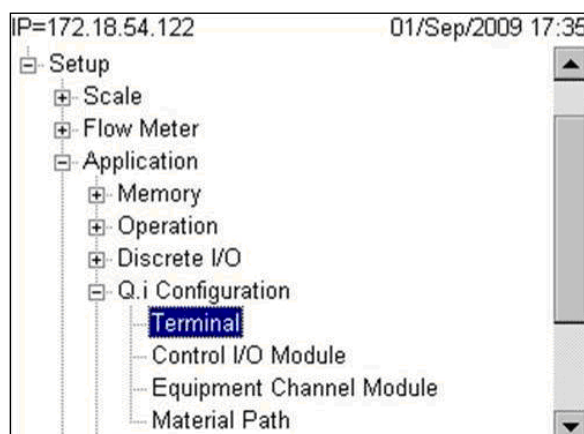 IP=172.18.54.122 01/Sep/2009 17:35
Setup
Scale
Flow Meter
Application
Memory
Operation
Discrete I/O
Q.i Configuration
Terminal
Control I/O Module
Equipment Channel Module
Material Path